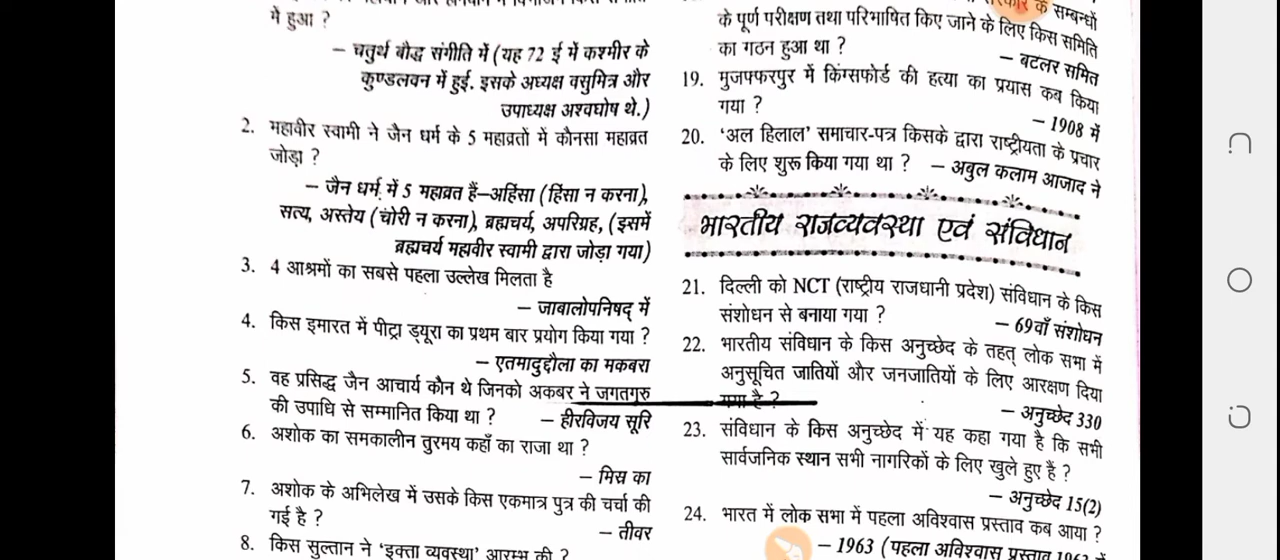 में हुआ ?
– चतुर्थ बौद्ध संगीति में (यह 72 ई में कश्मीर के
कुण्डलवन में हुई. इसके अध्यक्ष वसुमित्र और
उपाध्यक्ष अश्वघोष थे.)
2. महावीर स्वामी ने जैन धर्म के 5 महाव्रतों में कौनसा महाव्रत
जोड़ा ?
– जैन धर्म में 5 महाव्रत हैं–अहिंसा (हिंसा न करना),
सत्य, अस्तेय (चोरी न करना), ब्रह्मचर्य, अपरिग्रह, (इसमें
ब्रह्मचर्य महावीर स्वामी द्वारा जोड़ा गया)
3. 4 आश्रमों का सबसे पहला उल्लेख मिलता है
– जाबालोपनिषद् में
4. किस इमारत में पीट्रा ड्यूरा का प्रथम बार प्रयोग किया गया ?
– एतमादुद्दौला का मकबरा
5. वह प्रसिद्ध जैन आचार्य कौन थे जिनको अकबर ने जगतगुरु
की उपाधि से सम्मानित किया था ? – हीरविजय सूरि
6. अशोक का समकालीन तुरमय कहाँ का राजा था ?
– मिस्र का
7. अशोक के अभिलेख में उसके किस एकमात्र पुत्र की चर्चा की
गई है ?
– तीवर
8. किस सुल्तान ने ‘इक्ता व्यवस्था’ आरम्भ की ?
के सम्बन्धों
के पूर्ण परीक्षण तथा परिभाषित किए जाने के लिए किस समिति
का गठन हुआ था ?
– बटलर समित
19. मुजफ्फरपुर में किंग्सफोर्ड की हत्या का प्रयास कब किया
गया ?
– 1908 में
20. ‘अल हिलाल’ समाचार-पत्र किसके द्वारा राष्ट्रीयता के प्रचार
के लिए शुरू किया गया था ? – अबुल कलाम आजाद ने
भारतीय राजव्यवस्था एवं संविधान
21. दिल्ली को NCT (राष्ट्रीय राजधानी प्रदेश) संविधान के किस
संशोधन से बनाया गया ?
– 69वाँ संशोधन
22. भारतीय संविधान के किस अनुच्छेद के तहत् लोक सभा में
अनुसूचित जातियों और जनजातियों के लिए आरक्षण दिया
गया है ?
– अनुच्छेद 330
23. संविधान के किस अनुच्छेद में यह कहा गया है कि सभी
सार्वजनिक स्थान सभी नागरिकों के लिए खुले हुए हैं ?
– अनुच्छेद 15(2)
24. भारत में लोक सभा में पहला अविश्वास प्रस्ताव कब आया ?
– 1963 (पहला अविश्वास प्रस्ताव 1963 में